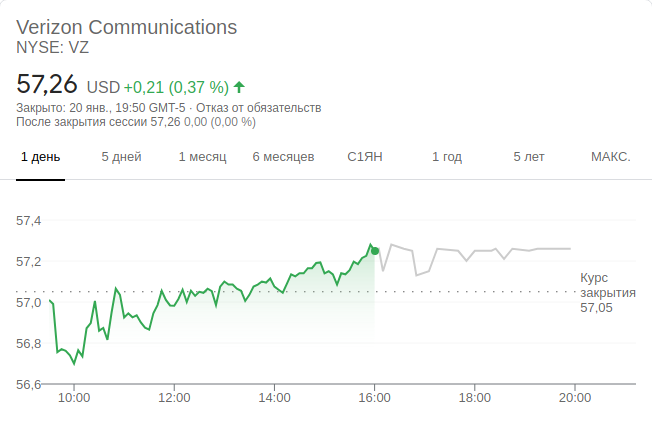 Verizon Communications
NYSE: VZ
57,26 USD +0,21 (0,37 %)
Закрыто: 20 янв., 19:50 GMT-5 · Отказ от обязательств
После закрытия сессии 57,26 0,00 (0,00 %)
1 день 5 дней 1 месяц 6 месяцев С1ЯН 1 год 5 лет МАКС.
57,4
57,2
57,0
56,8
56,6
Курс
закрытия
57,05
10:00 12:00 14:00 16:00 18:00 20:00